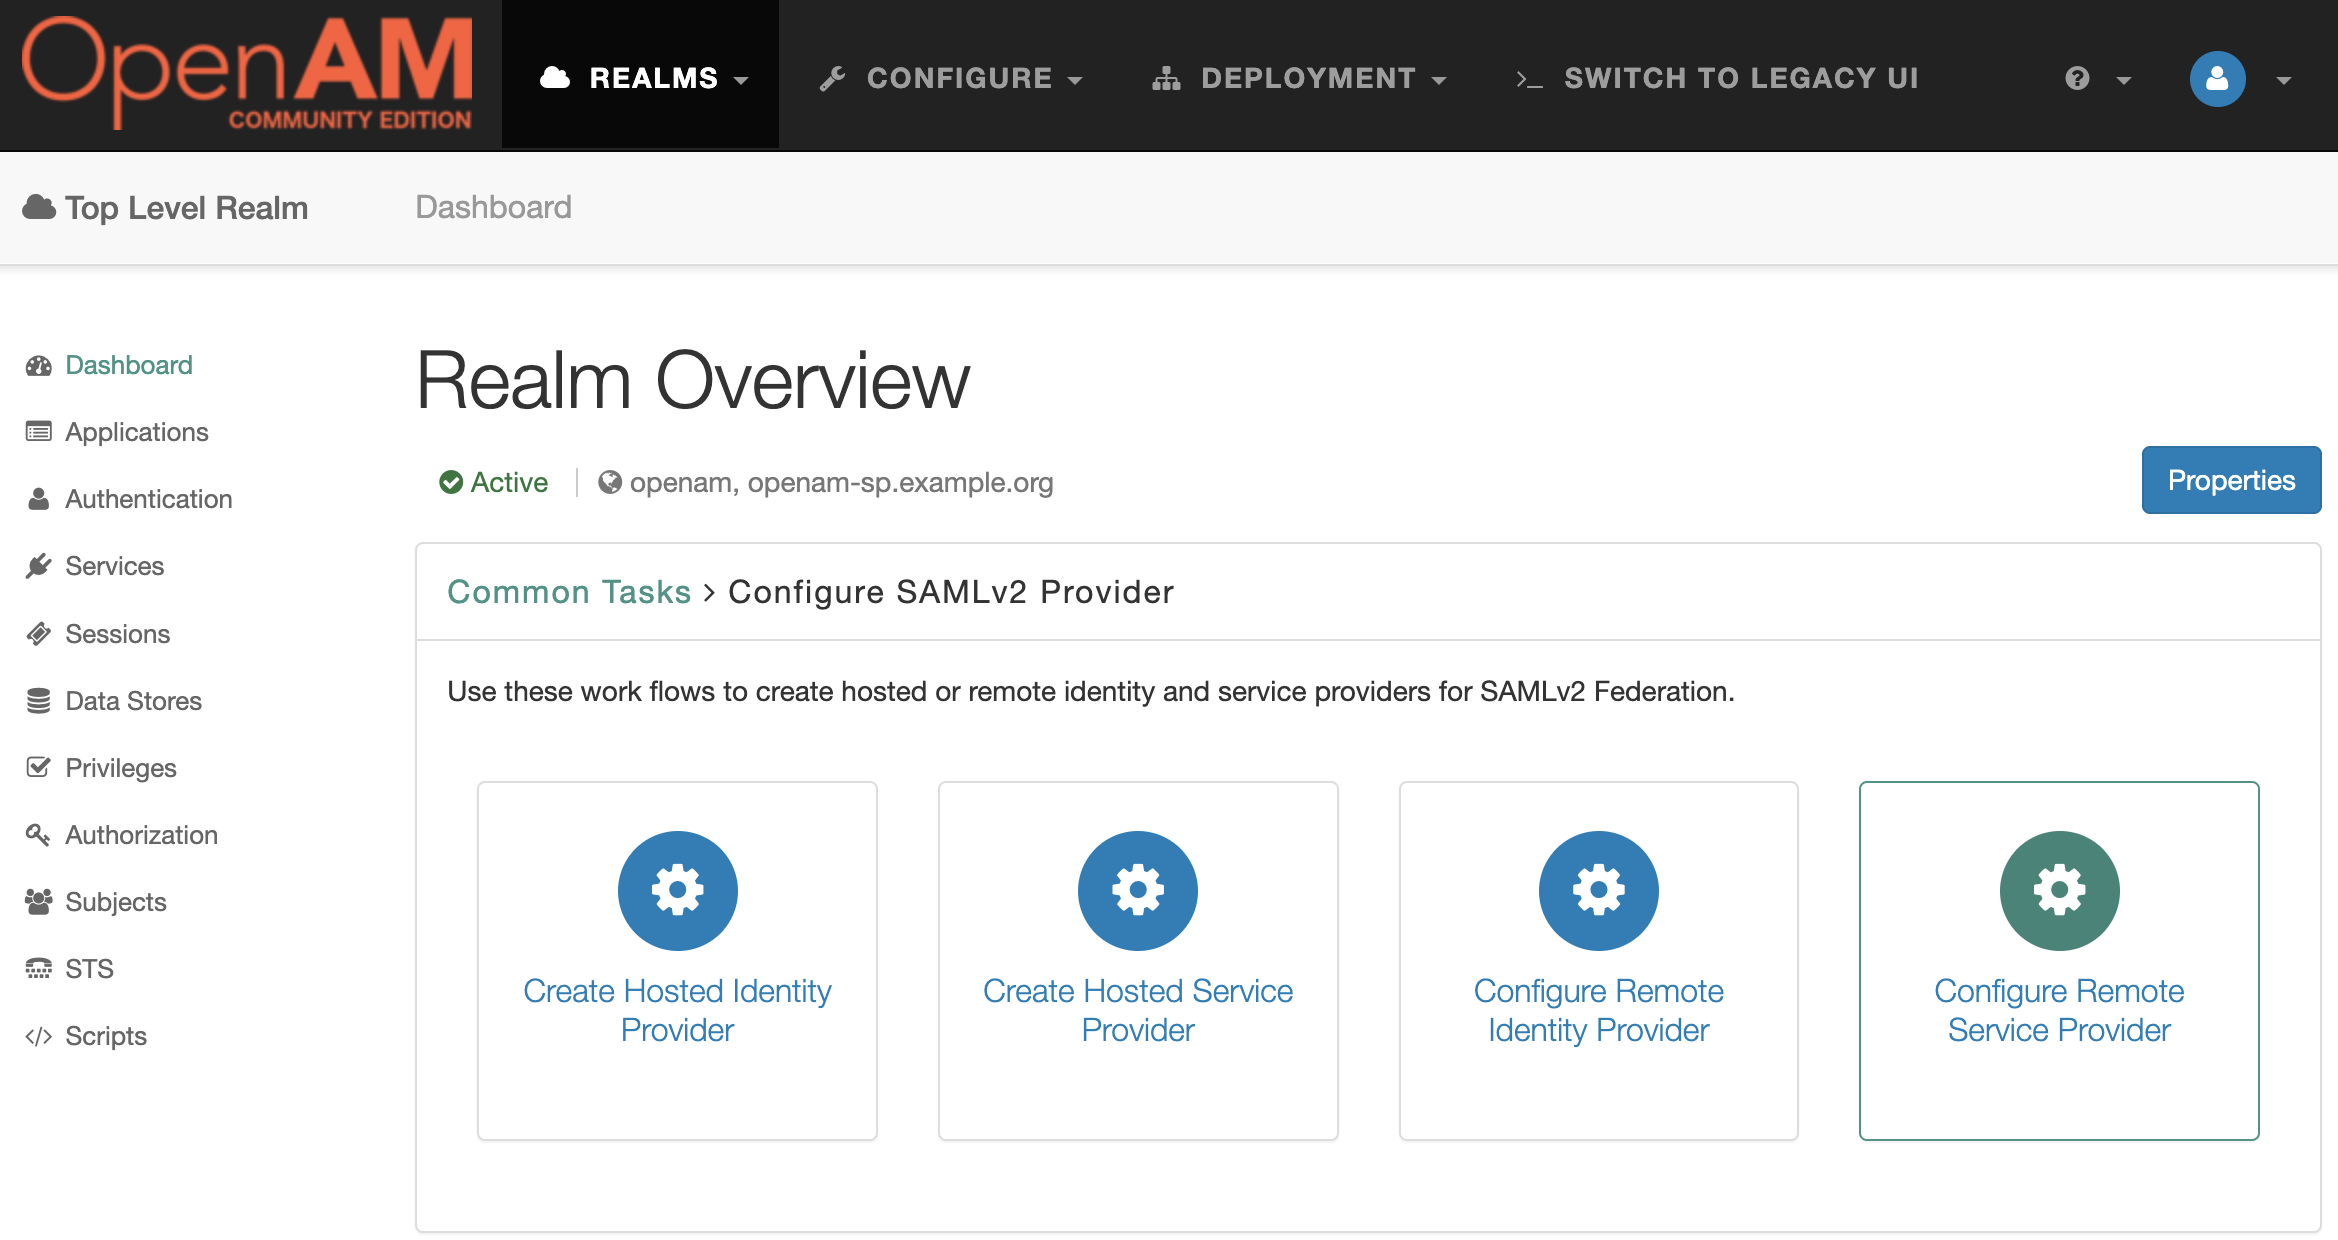 OpenAM
COMMUNITY EDITION
REALMS
CONFIGURE
DEPLOYMENT
SWITCH TO LEGACY UI
Top Level Realm
Dashboard
Dashboard
Applications
Authentication
Services
Sessions
Data Stores
Privileges
Authorization
Subjects
STS
Scripts
Realm Overview
Active
openam, openam-sp.example.org
Properties
Common Tasks > Configure SAMLv2 Provider
Use these work flows to create hosted or remote identity and service providers for SAMLv2 Federation.
Create Hosted Identity
Provider
Create Hosted Service
Provider
Configure Remote
Identity Provider
Configure Remote
Service Provider